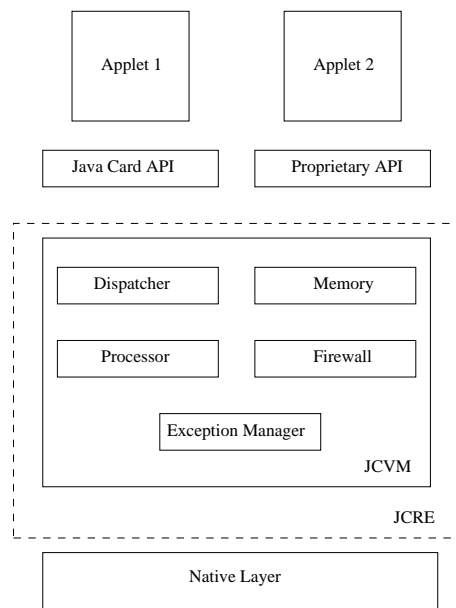 Applet 1
Applet 2
Java Card API
Proprietary API
Dispatcher
Memory
Processor
Firewall
Exception Manager
JCVM
JCRE
Native Layer